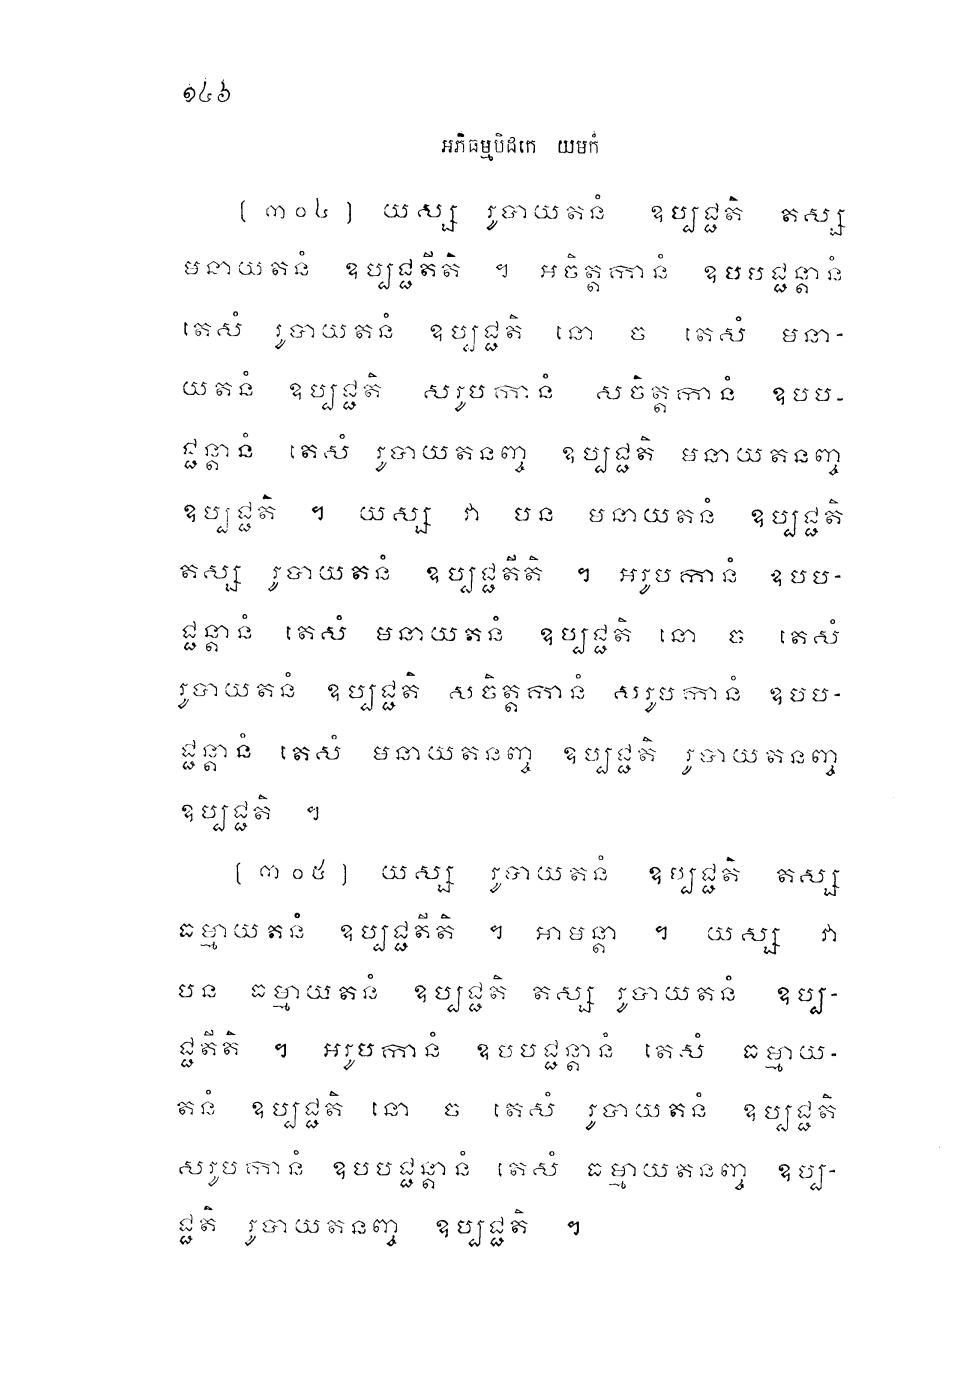 ១៤៦
អភិធម្មបិដកេ យមកំ
[ ៣០៤ ] យស្ស រូបាយតនំ ឧប្បជ្ជតិ តស្ស
មនាយតនំ ឧប្បជ្ជតីតិ ។ អចិត្តកានំ ឧបបជ្ជន្តានំ
តេសំ រូបាយតនំ ឧប្បជ្ជតិ នោ ច តេសំ មនា-
យតនំ ឧប្បជ្ជតិ សរូបកានំ សចិត្តកានំ ឧបប-
ជ្ជន្តានំ តេសំ រូបាយតនញ្ច ឧប្បជ្ជតិ មនាយតនញ្ច
ឧប្បជ្ជតិ ។ យស្ស វា បន មនាយតនំ ឧប្បជ្ជតិ
តស្ស រូបាយតនំ ឧប្បជ្ជតីតិ ។ អរូបកានំ ឧបប-
ជ្ជន្តានំ តេសំ មនាយតនំ ឧប្បជ្ជតិ នោ ច តេសំ
រូបាយតនំ ឧប្បជ្ជតិ សចិត្តកានំ សរូបកានំ ឧបប-
ជ្ជន្តានំ តេសំ មនាយតនញ្ច ឧប្បជ្ជតិ រូបាយតនញ្ច
ឧប្បជ្ជតិ ។
[ ៣០៥ ] យស្ស រូបាយតនំ ឧប្បជ្ជតិ តស្ស
ធម្មាយតនំ ឧប្បជ្ជតីតិ ។ អាមន្តា ។ យស្ស វា
បន ធម្មាយតនំ ឧប្បជ្ជតិ តស្ស រូបាយតនំ ឧប្ប-
ជ្ជតីតិ ។ អរូបកានំ ឧបបជ្ជន្តានំ តេសំ ធម្មាយ-
តនំ ឧប្បជ្ជតិ នោ ច តេសំ រូបាយតនំ ឧប្បជ្ជតិ
សរូបកានំ ឧបបជ្ជន្តានំ តេសំ ធម្មាយតនញ្ច ឧប្ប-
ជ្ជតិ រូបាយតនញ្ច ឧប្បជ្ជតិ ។